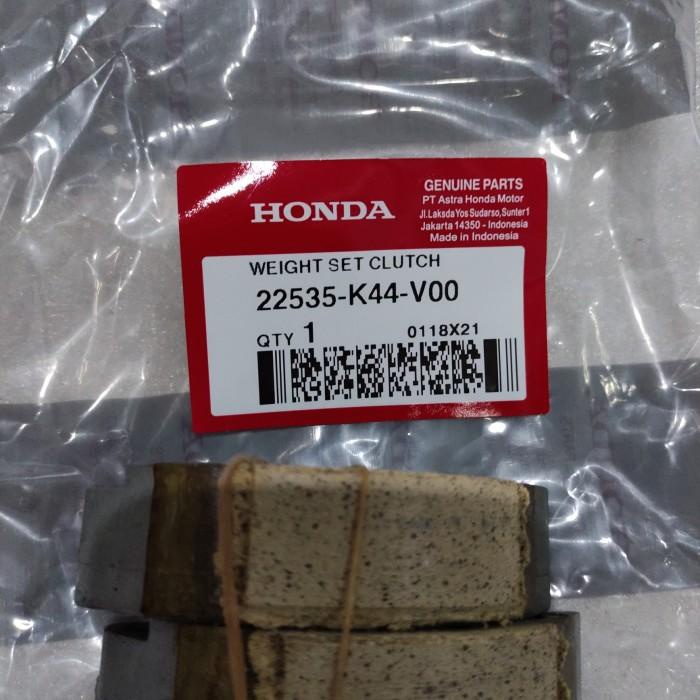 HONDA
GENUINE PARTS
PT Astra Honda Motor
Jl.Laksda Yos Sudarso,Sunter1
Jakarta 14350 - Indonesia
Made in Indonesia
WEIGHT SET CLUTCH
22535-K44-V00
QTY 1 0118X21